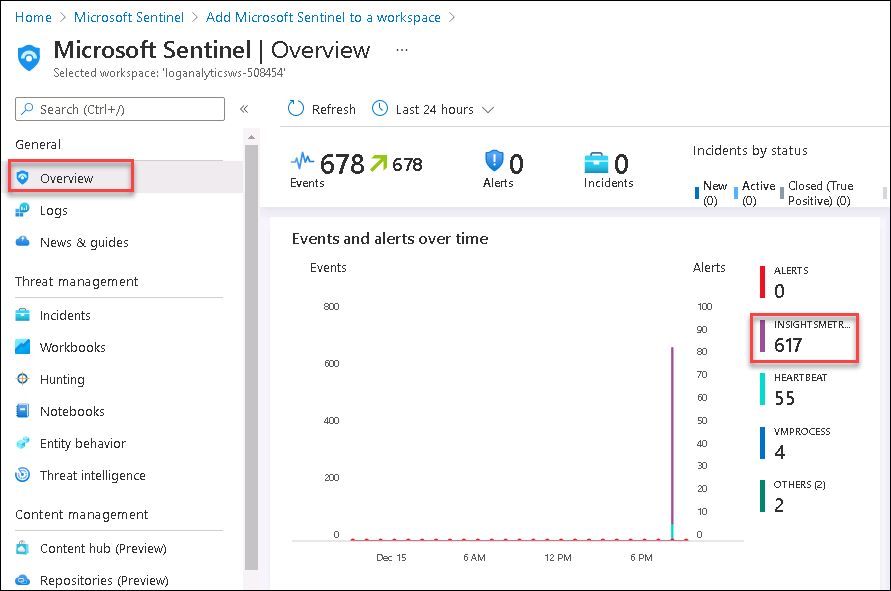 Home > Microsoft Sentinel > Add Microsoft Sentinel to a workspace >
Microsoft Sentinel | Overview ...
Selected workspace: 'loganalyticsws-508454'
Search (Ctrl+/)
«
Refresh
Last 24 hours
General
Overview
Logs
News & guides
Threat management
Incidents
Workbooks
Hunting
Notebooks
Entity behavior
Threat intelligence
Content management
Content hub (Preview)
Repositories (Preview)
678 678
Events
0
Alerts
0
Incidents
Incidents by status
New (0)
Active (0)
Closed (True Positive) (0)
Events and alerts over time
Events
800
600
400
200
0
Dec 15
6 AM
12 PM
6 PM
Alerts
100
90
80
70
60
50
40
30
20
10
0
ALERTS
0
INSIGHTSMETR...
617
HEARTBEAT
55
VMPROCESS
4
OTHERS (2)
2